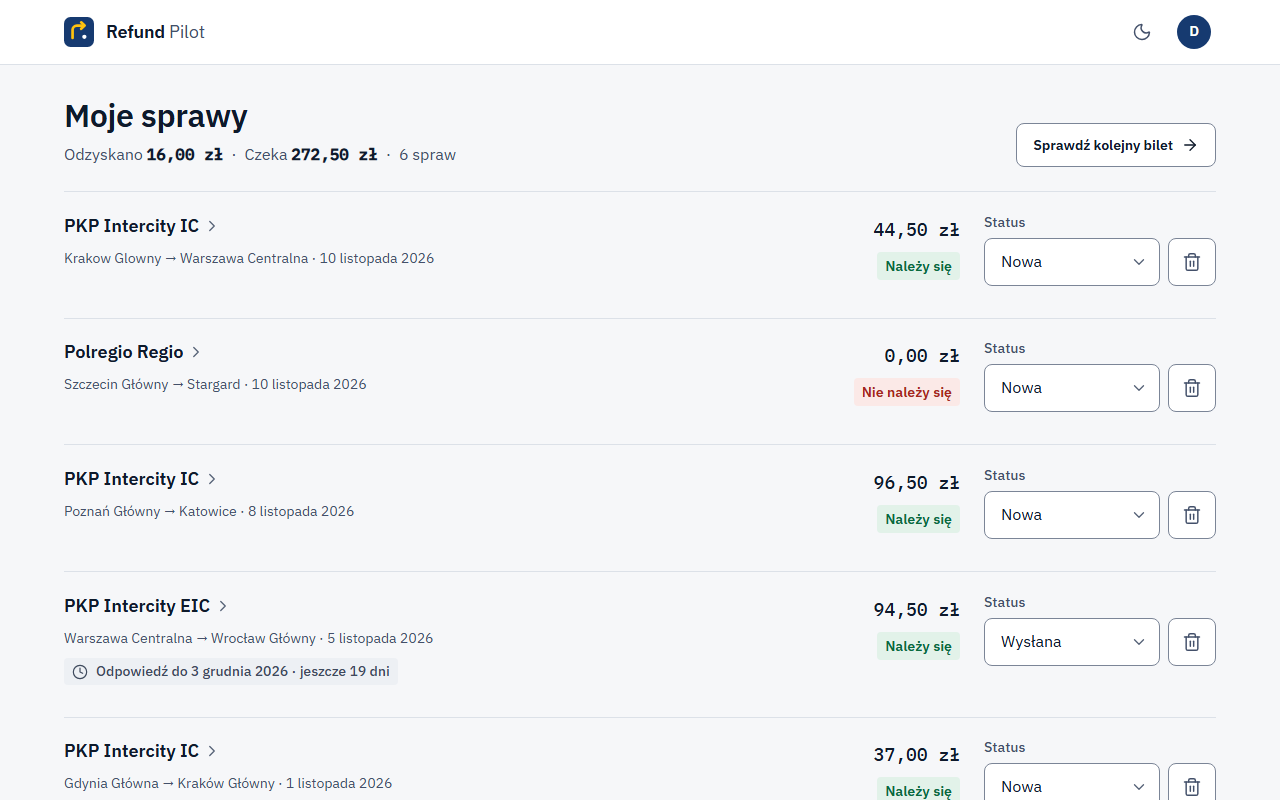 Refund Pilot
D
Moje sprawy
Odzyskano 16,00 zł · Czeka 272,50 zł · 6 spraw
Sprawdź kolejny bilet →
PKP Intercity IC
Krakow Glowny → Warszawa Centralna · 10 listopada 2026
44,50 zł
Należy się
Status
Nowa
Polregio Regio
Szczecin Główny → Stargard · 10 listopada 2026
0,00 zł
Nie należy się
Status
Nowa
PKP Intercity IC
Poznań Główny → Katowice · 8 listopada 2026
96,50 zł
Należy się
Status
Nowa
PKP Intercity EIC
Warszawa Centralna → Wrocław Główny · 5 listopada 2026
Odpowiedź do 3 grudnia 2026 · jeszcze 19 dni
94,50 zł
Należy się
Status
Wysłana
PKP Intercity IC
Gdynia Główna → Kraków Główny · 1 listopada 2026
37,00 zł
Należy się
Status
Nowa